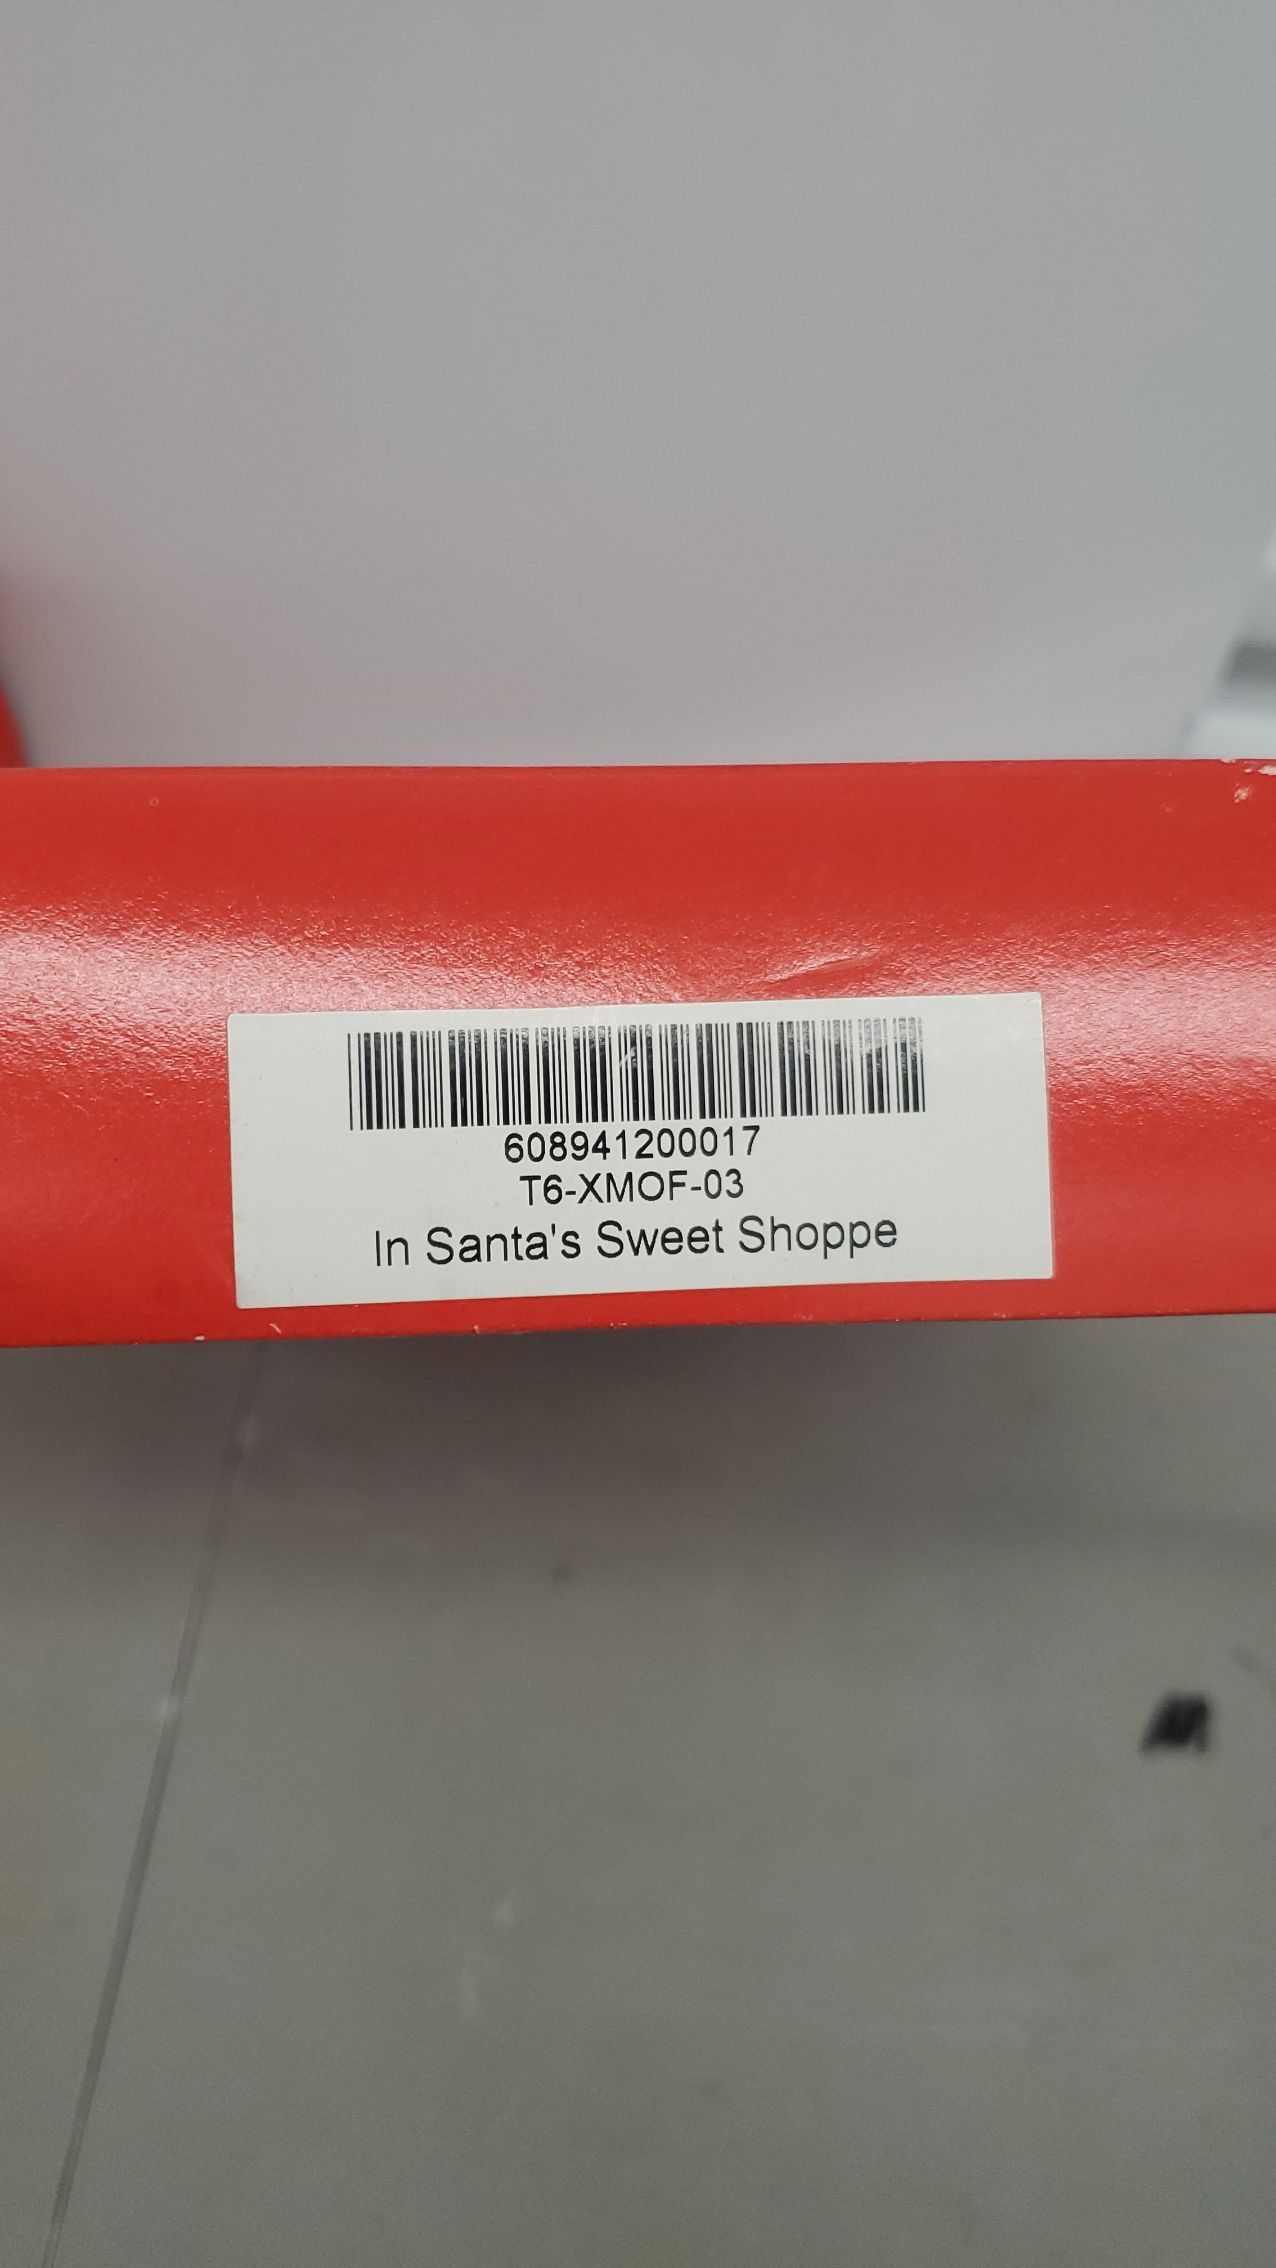 608941200017
T6-XMOF-03
In Santa's Sweet Shoppe